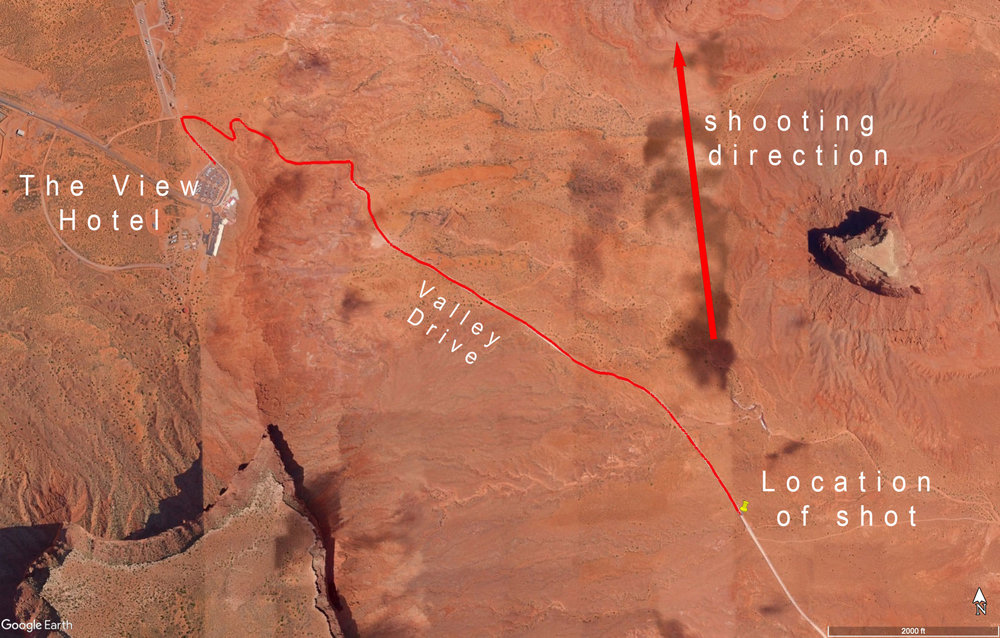 shooting
direction
The View
Hotel
Valley
Drive
Location
of shot
N
Google Earth
2000 ft